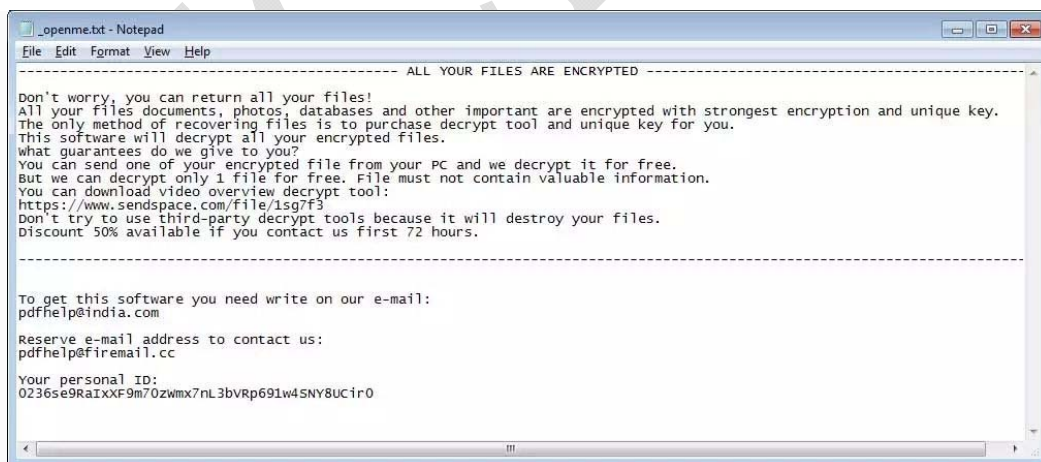 _openme.txt - Notepad
File Edit Format View Help
---------------------------------------------- ALL YOUR FILES ARE ENCRYPTED ----------------------------------------------
Don't worry, you can return all your files!
All your files documents, photos, databases and other important are encrypted with strongest encryption and unique key.
The only method of recovering files is to purchase decrypt tool and unique key for you.
This software will decrypt all your encrypted files.
What guarantees do we give to you?
You can send one of your encrypted file from your PC and we decrypt it for free.
But we can decrypt only 1 file for free. File must not contain valuable information.
You can download video overview decrypt tool:
https://www.sendspace.com/file/1sg7f3
Don't try to use third-party decrypt tools because it will destroy your files.
Discount 50% available if you contact us first 72 hours.
--------------------------------------------------------------------------------------------------------------------------
To get this software you need write on our e-mail:
pdfhelp@india.com
Reserve e-mail address to contact us:
pdfhelp@firemail.cc
Your personal ID:
0236se9RaIxXF9m70zWmx7nL3bVRp691w4SNY8UCir0